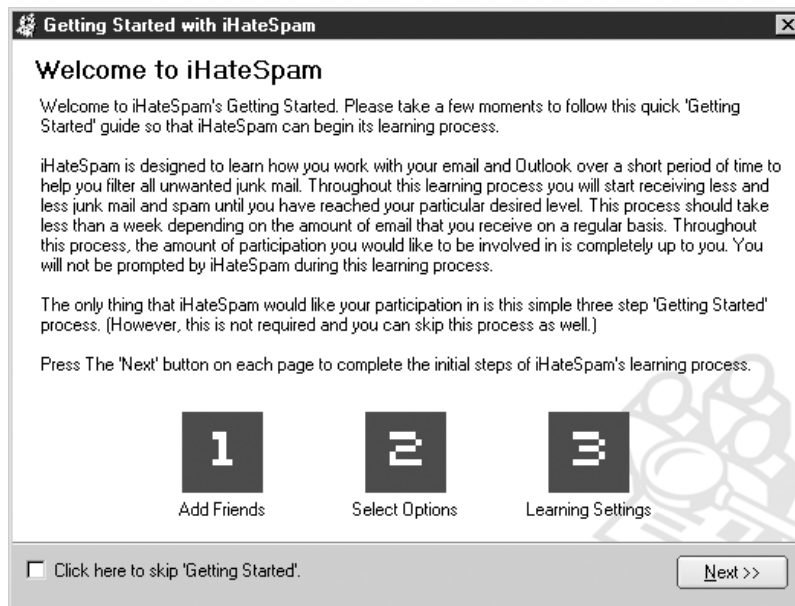 Getting Started with iHateSpam
Welcome to iHateSpam
Welcome to iHateSpam's Getting Started. Please take a few moments to follow this quick 'Getting
Started' guide so that iHateSpam can begin its learning process.
iHateSpam is designed to learn how you work with your email and Outlook over a short period of time to
help you filter all unwanted junk mail. Throughout this learning process you will start receiving less and
less junk mail and spam until you have reached your particular desired level. This process should take
less than a week depending on the amount of email that you receive on a regular basis. Throughout
this process, the amount of participation you would like to be involved in is completely up to you. You
will not be prompted by iHateSpam during this learning process.
The only thing that iHateSpam would like your participation in is this simple three step 'Getting Started'
process. (However, this is not required and you can skip this process as well.)
Press The 'Next' button on each page to complete the initial steps of iHateSpam's learning process.
1 2 3
Add Friends Select Options Learning Settings
Click here to skip 'Getting Started'. Next >>